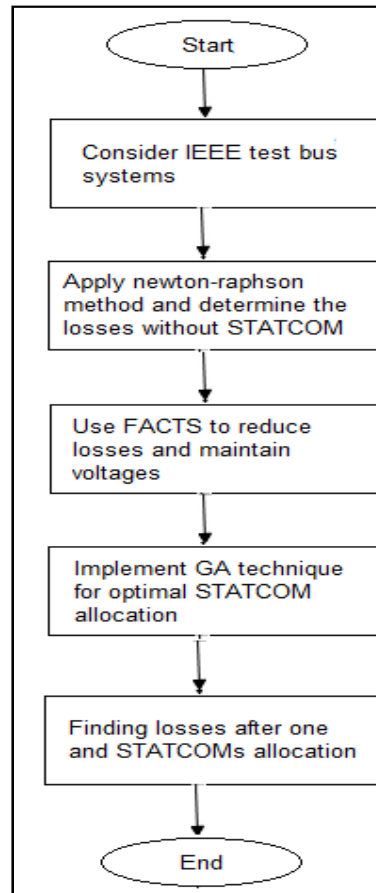 Start
Consider IEEE test bus
systems
Apply newton-raphson
method and determine the
losses without STATCOM
Use FACTS to reduce
losses and maintain
voltages
Implement GA technique
for optimal STATCOM
allocation
Finding losses after one
and STATCOMs allocation
End